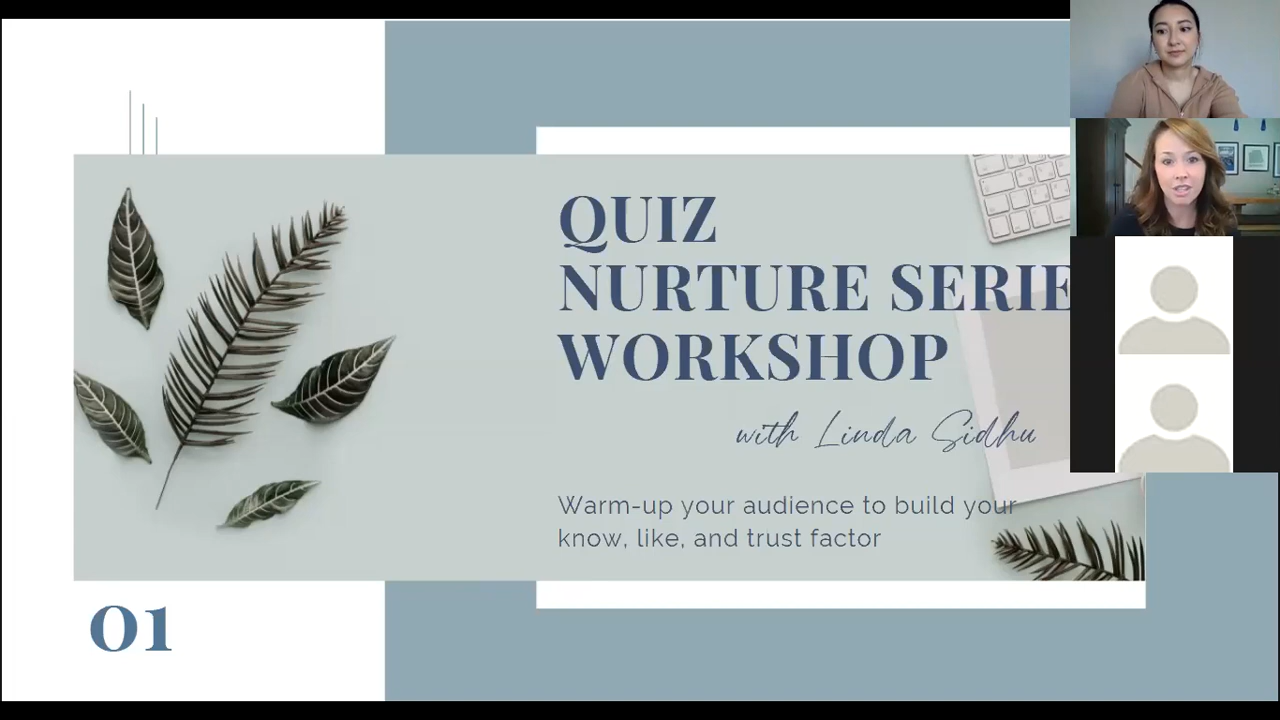 QUIZ
NURTURE SERIE
WORKSHOP
with Linda Sidhu
Warm-up your audience to build your
know, like, and trust factor
01